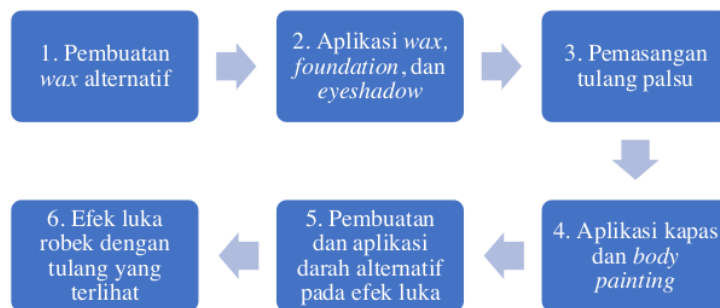 1. Pembuatan
wax alternatif
2. Aplikasi wax,
foundation, dan
eyeshadow
3. Pemasangan
tulang palsu
4. Aplikasi kapas
dan body
painting
5. Pembuatan
dan aplikasi
darah alternatif
pada efek luka
6. Efek luka
robek dengan
tulang yang
terlihat